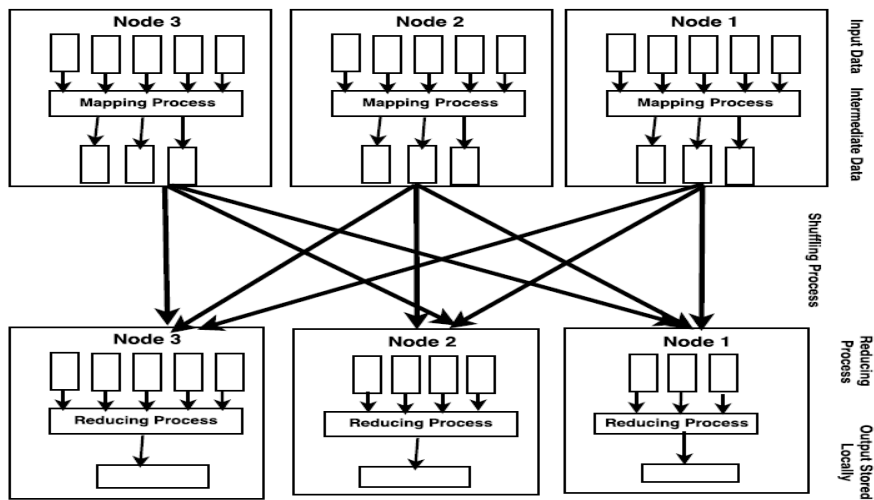 Node 3
Node 2
Node 1
Input Data
Mapping Process
Mapping Process
Mapping Process
Intermediate Data
Shuffling Process
Node 3
Node 2
Node 1
Reducing
Process
Reducing Process
Reducing Process
Reducing Process
Output Stored
Locally